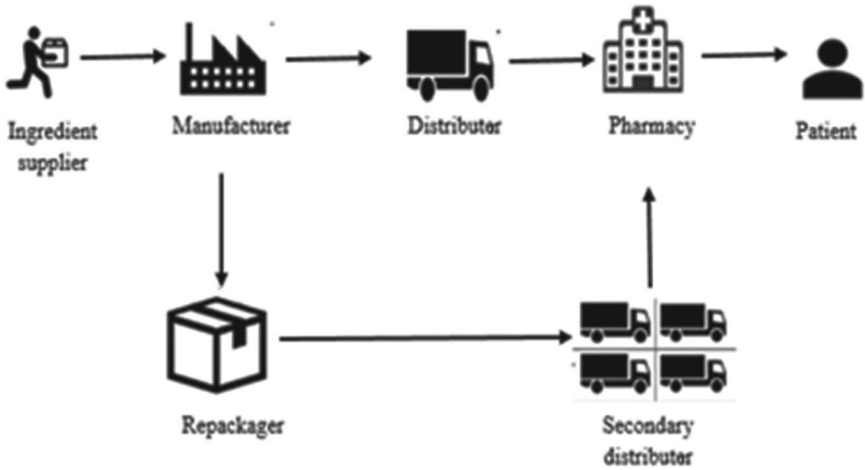 Ingredient
supplier
Manufacturer
Distributor
Pharmacy
Patient
Repackager
Secondary
distributor